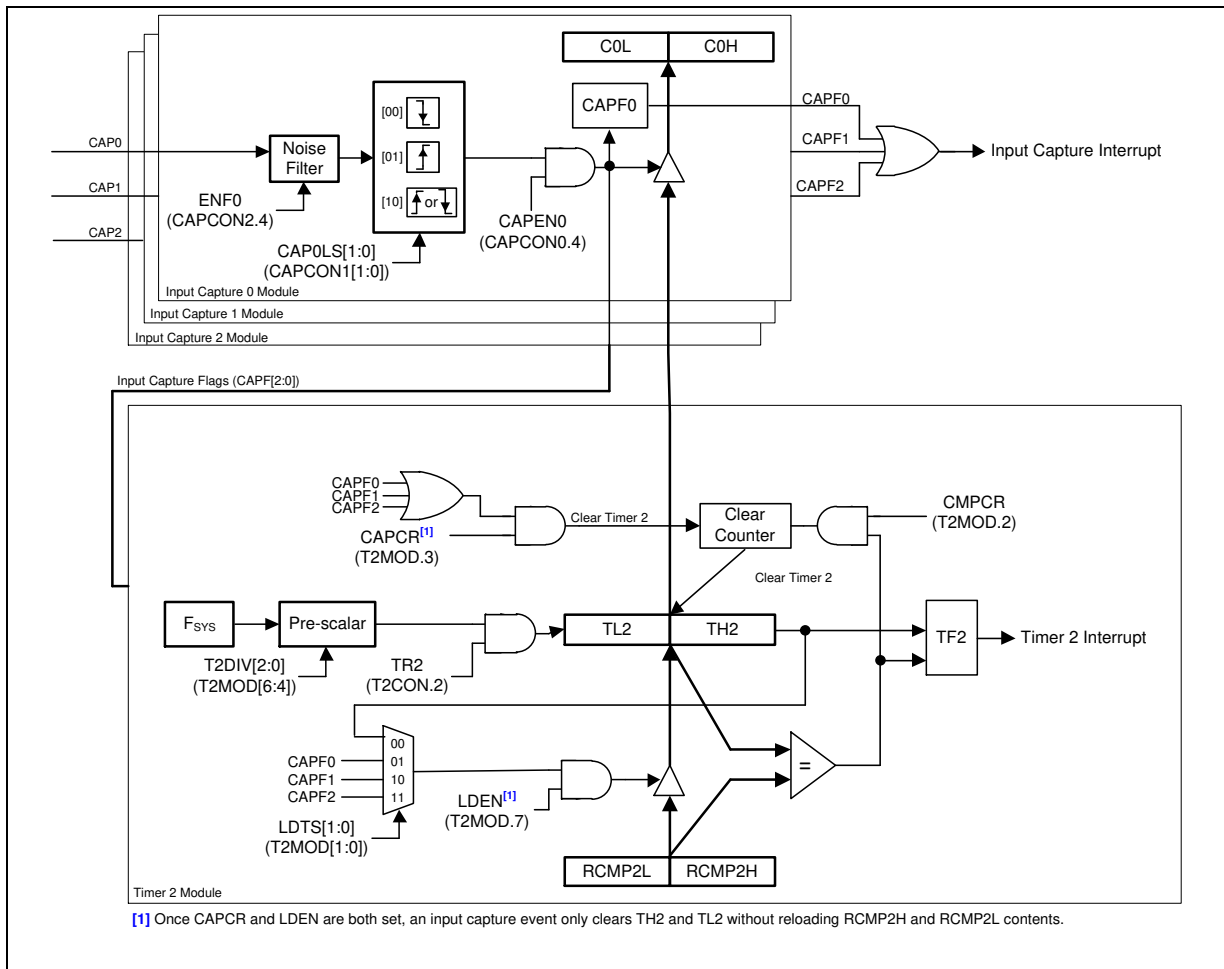 C0L C0H
CAPF0
CAPF0
CAP0
Noise
Filter
[00]
[01]
[10] or
CAPF1
Input Capture Interrupt
CAP1
ENF0
(CAPCON2.4)
CAPEN0
(CAPCON0.4)
CAPF2
CAP2
CAP0LS[1:0]
(CAPCON1[1:0])
Input Capture 0 Module
Input Capture 1 Module
Input Capture 2 Module
Input Capture Flags (CAPF[2:0])
CAPF0
CAPF1
CAPF2
CAPCR[1]
(T2MOD.3)
Clear Timer 2
Clear
Counter
CMPCR
(T2MOD.2)
Clear Timer 2
FSYS
Pre-scalar
TL2 TH2
TF2
Timer 2 Interrupt
T2DIV[2:0]
(T2MOD[6:4])
TR2
(T2CON.2)
00
CAPF0 01
CAPF1 10
CAPF2 11
=
LDTS[1:0]
(T2MOD[1:0])
LDEN[1]
(T2MOD.7)
RCMP2L RCMP2H
Timer 2 Module
[1] Once CAPCR and LDEN are both set, an input capture event only clears TH2 and TL2 without reloading RCMP2H and RCMP2L contents.